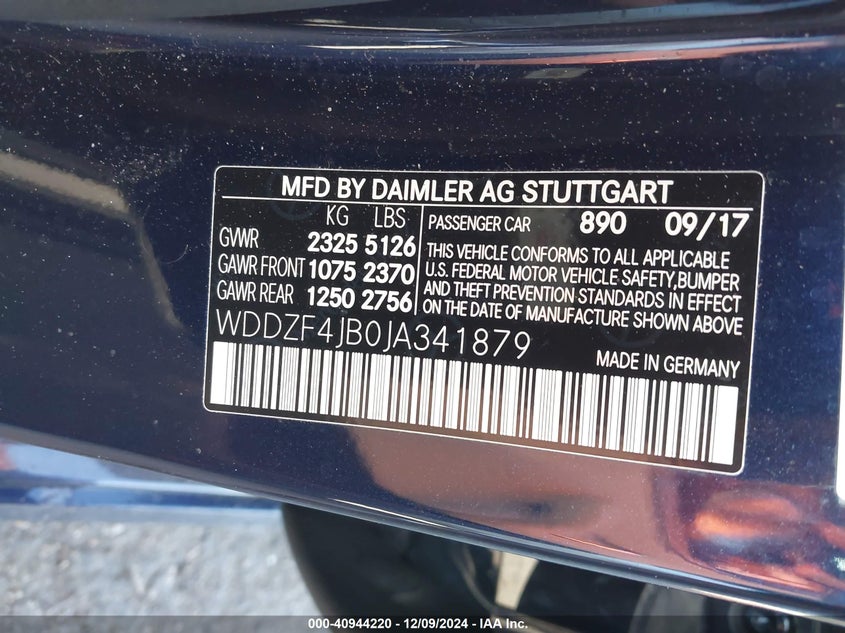 MFD BY DAIMLER AG STUTTGART
KG LBS
GVWR 2325 5126
GAWR FRONT 1075 2370
GAWR REAR 1250 2756
PASSENGER CAR 890 09/17
THIS VEHICLE CONFORMS TO ALL APPLICABLE
U.S. FEDERAL MOTOR VEHICLE SAFETY,BUMPER
AND THEFT PREVENTION STANDARDS IN EFFECT
ON THE DATE OF MANUFACTURE SHOWN ABOVE
WDDZF4JB0JA341879
MADE IN GERMANY
000-40944220 - 12/09/2024 - IAA Inc.